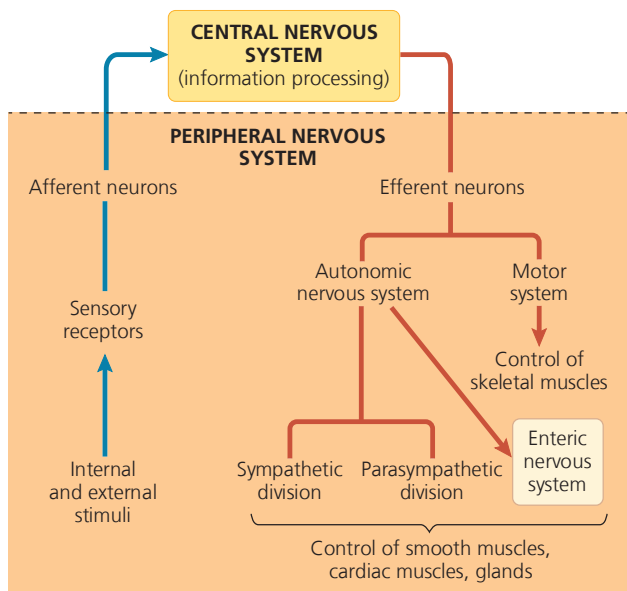 CENTRAL NERVOUS
SYSTEM
(information processing)
PERIPHERAL NERVOUS
SYSTEM
Afferent neurons
Efferent neurons
Autonomic
nervous system
Motor
system
Sensory
receptors
Control of
skeletal muscles
Internal
and external
stimuli
Sympathetic
division
Parasympathetic
division
Enteric
nervous
system
Control of smooth muscles,
cardiac muscles, glands